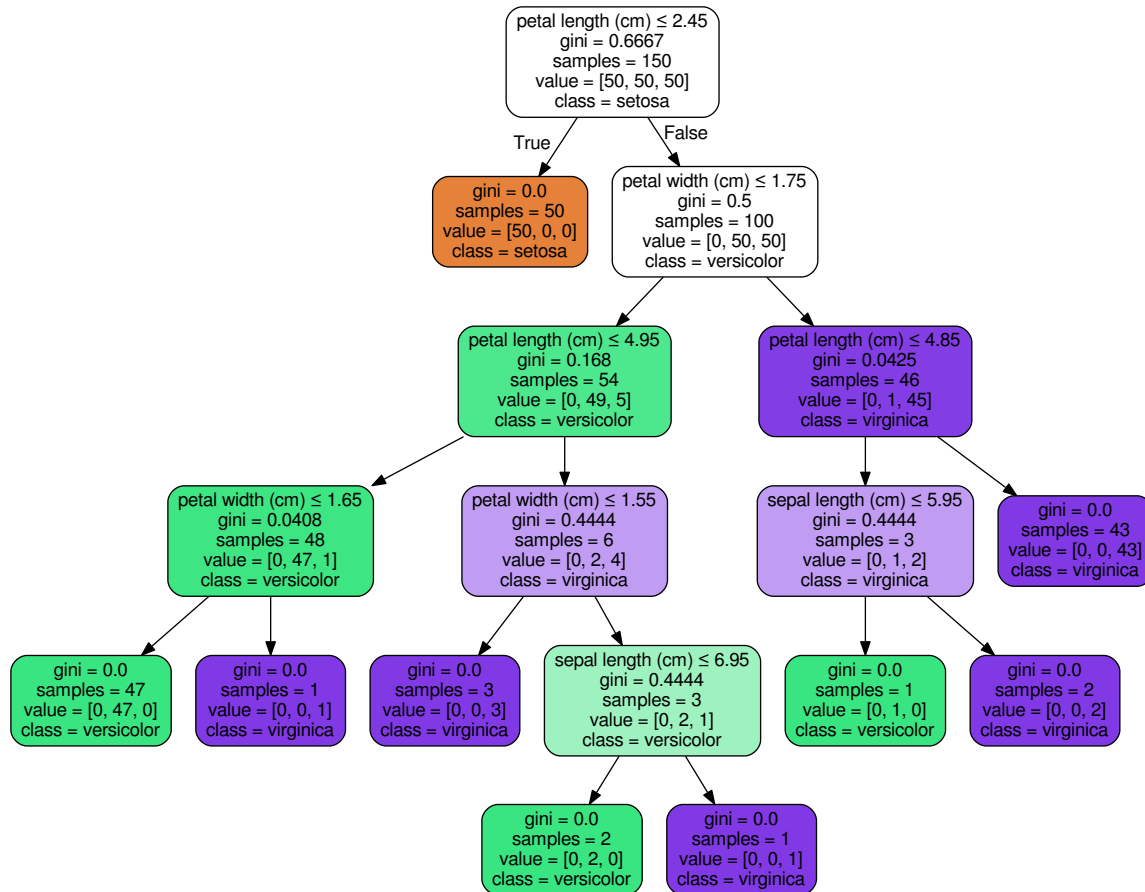 petal length (cm) ≤ 2.45
gini = 0.6667
samples = 150
value = [50, 50, 50]
class = setosa
True
False
gini = 0.0
samples = 50
value = [50, 0, 0]
class = setosa
petal width (cm) ≤ 1.75
gini = 0.5
samples = 100
value = [0, 50, 50]
class = versicolor
petal length (cm) ≤ 4.95
gini = 0.168
samples = 54
value = [0, 49, 5]
class = versicolor
petal length (cm) ≤ 4.85
gini = 0.0425
samples = 46
value = [0, 1, 45]
class = virginica
petal width (cm) ≤ 1.65
gini = 0.0408
samples = 48
value = [0, 47, 1]
class = versicolor
petal width (cm) ≤ 1.55
gini = 0.4444
samples = 6
value = [0, 2, 4]
class = virginica
sepal length (cm) ≤ 5.95
gini = 0.4444
samples = 3
value = [0, 1, 2]
class = virginica
gini = 0.0
samples = 43
value = [0, 0, 43]
class = virginica
gini = 0.0
samples = 47
value = [0, 47, 0]
class = versicolor
gini = 0.0
samples = 1
value = [0, 0, 1]
class = virginica
gini = 0.0
samples = 3
value = [0, 0, 3]
class = virginica
sepal length (cm) ≤ 6.95
gini = 0.4444
samples = 3
value = [0, 2, 1]
class = versicolor
gini = 0.0
samples = 1
value = [0, 1, 0]
class = versicolor
gini = 0.0
samples = 2
value = [0, 0, 2]
class = virginica
gini = 0.0
samples = 2
value = [0, 2, 0]
class = versicolor
gini = 0.0
samples = 1
value = [0, 0, 1]
class = virginica